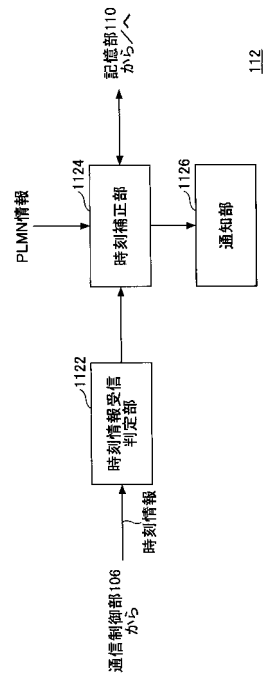 通信制御部106
から
時刻情報
1122
時刻情報受信
判定部
PLMN情報
1124
時刻補正部
記憶部110
から/へ
1126
通知部
112